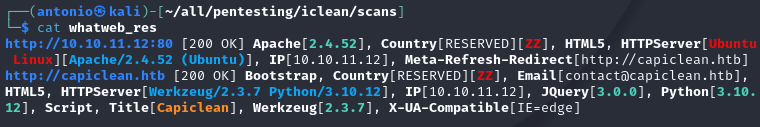 ┌──(antonio㉿kali)-[~/all/pentesting/iclean/scans]
└─$ cat whatweb_res
http://10.10.11.12:80 [200 OK] Apache[2.4.52], Country[RESERVED][ZZ], HTML5, HTTPServer[Ubuntu
Linux][Apache/2.4.52 (Ubuntu)], IP[10.10.11.12], Meta-Refresh-Redirect[http://capiclean.htb]
http://capiclean.htb [200 OK] Bootstrap, Country[RESERVED][ZZ], Email[contact@capiclean.htb],
HTML5, HTTPServer[Werkzeug/2.3.7 Python/3.10.12], IP[10.10.11.12], JQuery[3.0.0], Python[3.10.
12], Script, Title[Capiclean], Werkzeug[2.3.7], X-UA-Compatible[IE=edge]